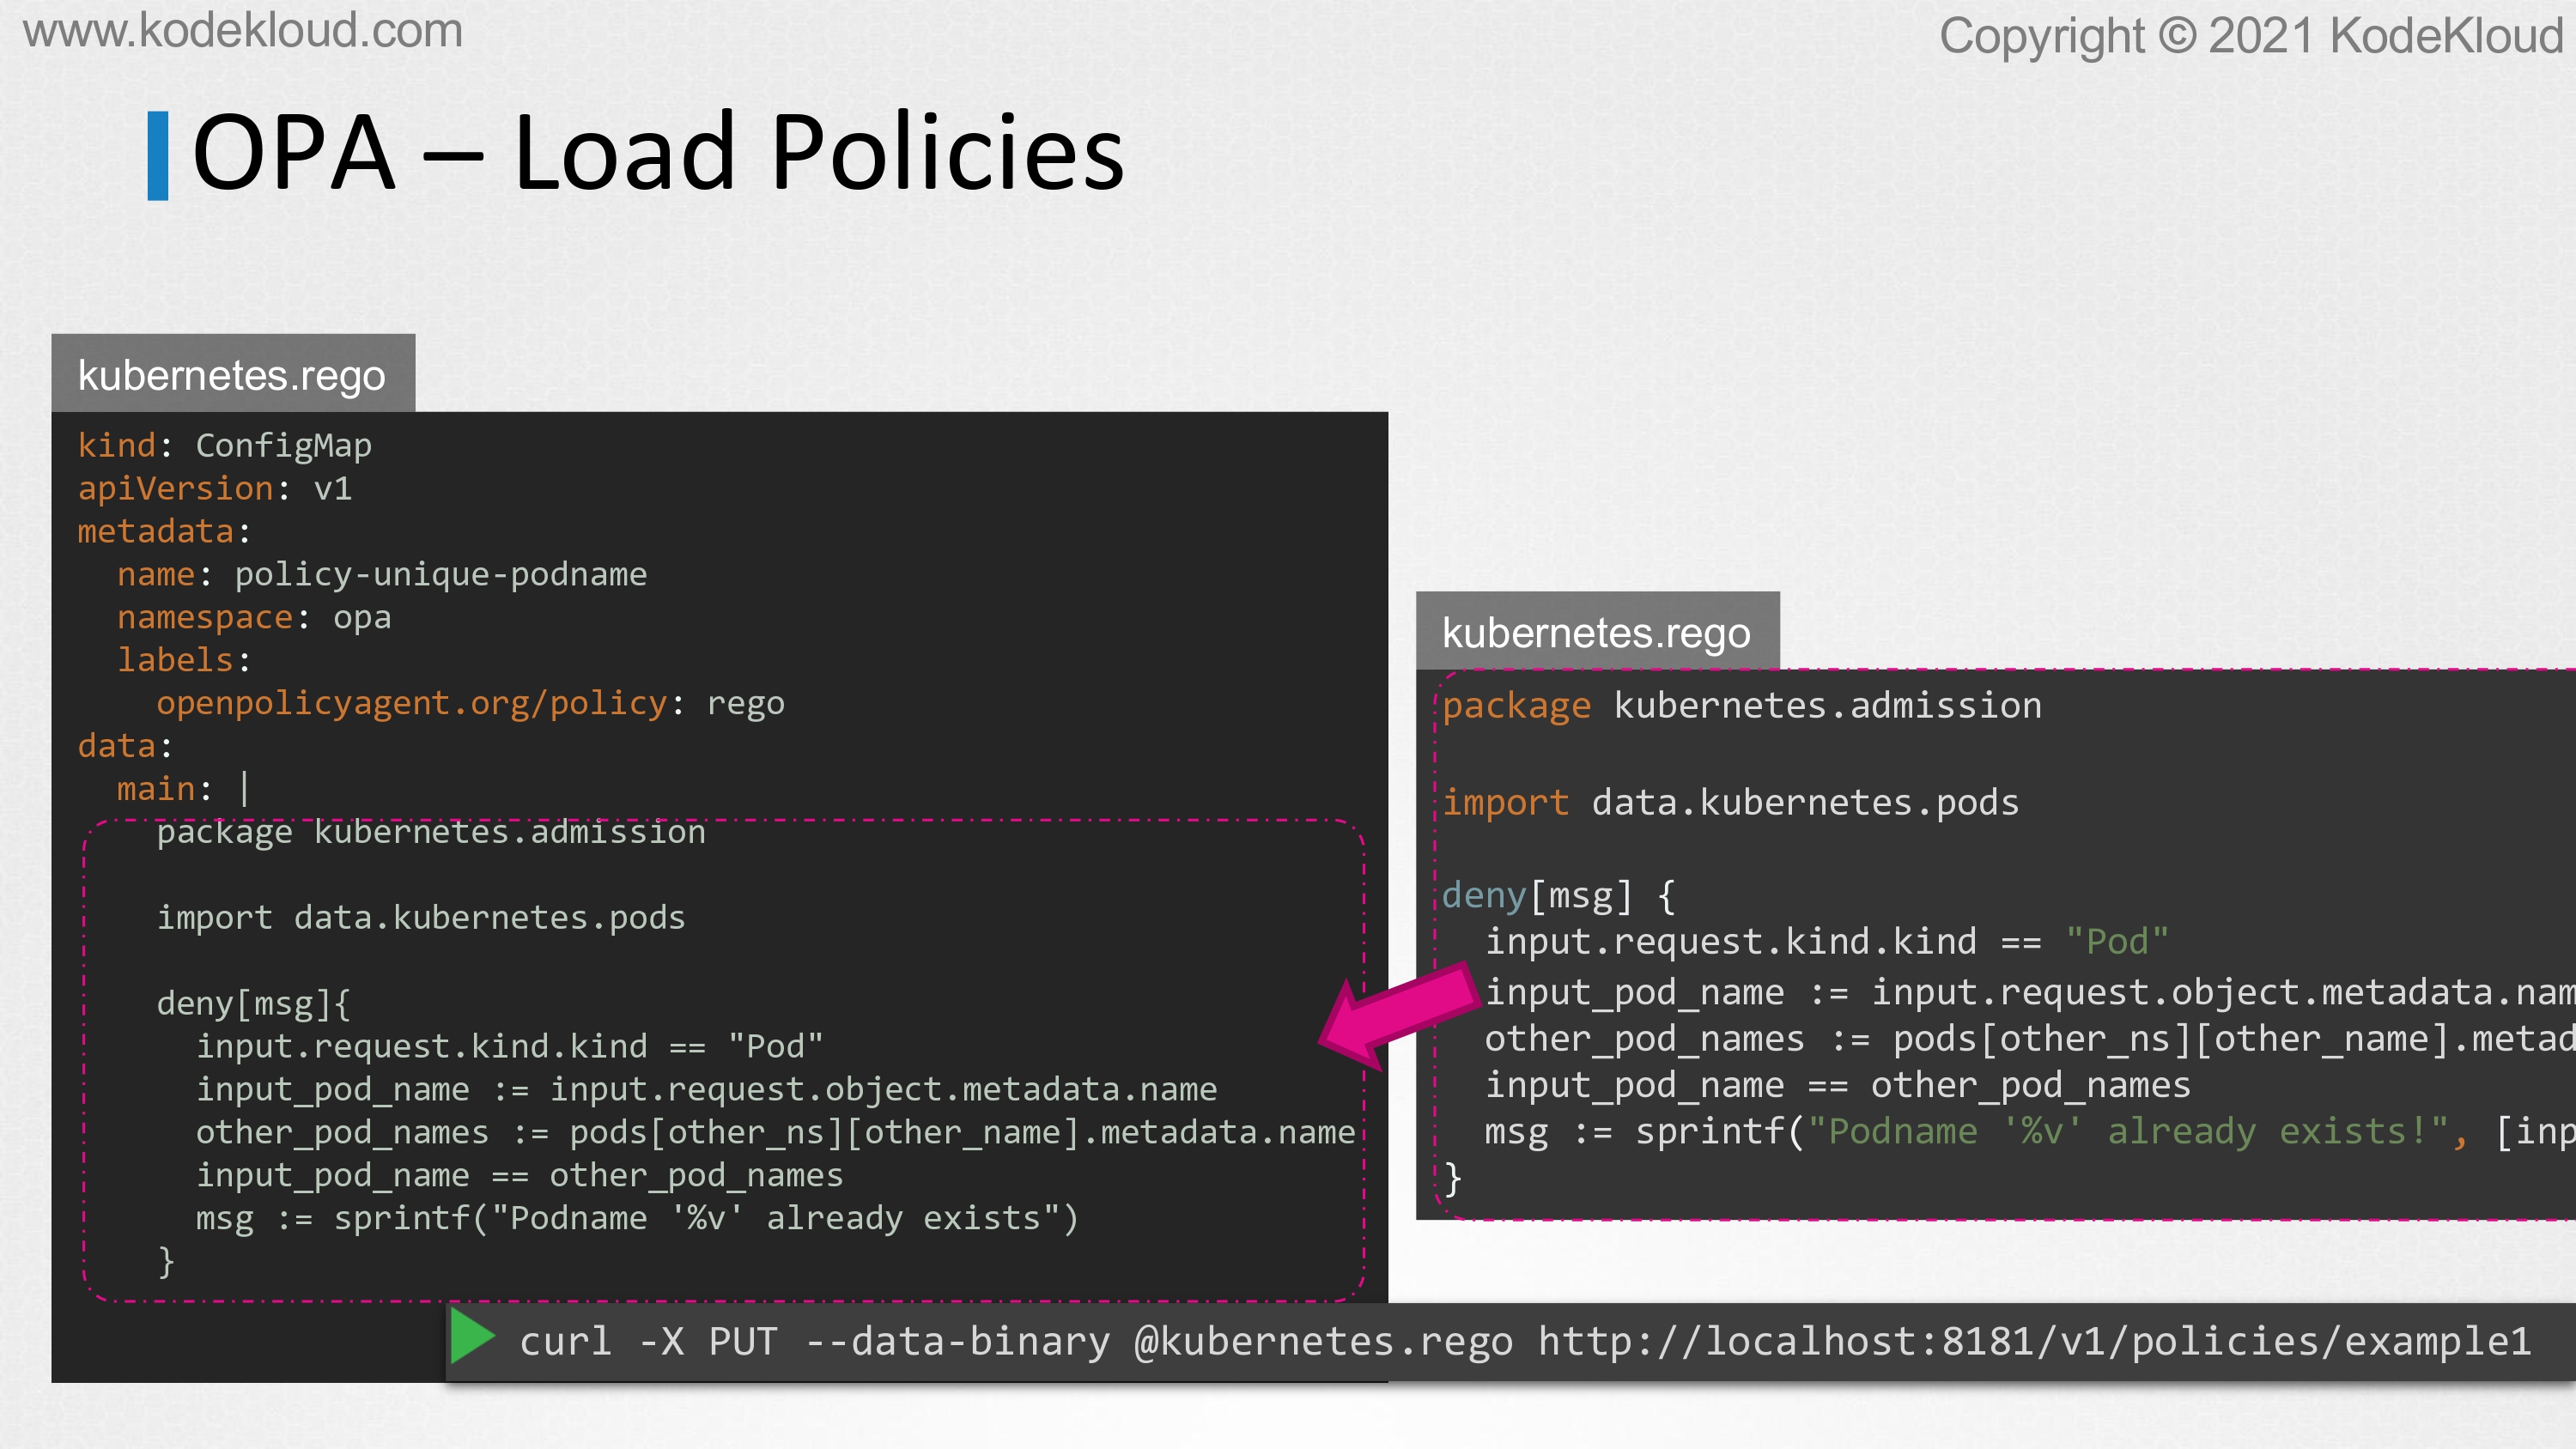 www.kodekloud.com
Copyright © 2021 KodeKloud
OPA – Load Policies
kubernetes.rego
kind: ConfigMap
apiVersion: v1
metadata:
  name: policy-unique-podname
  namespace: opa
  labels:
    openpolicyagent.org/policy: rego
data:
  main: |
    package kubernetes.admission

    import data.kubernetes.pods

    deny[msg]{
      input.request.kind.kind == "Pod"
      input_pod_name := input.request.object.metadata.name
      other_pod_names := pods[other_ns][other_name].metadata.name
      input_pod_name == other_pod_names
      msg := sprintf("Podname '%v' already exists")
    }
kubernetes.rego
package kubernetes.admission

import data.kubernetes.pods

deny[msg] {
  input.request.kind.kind == "Pod"
  input_pod_name := input.request.object.metadata.nam
  other_pod_names := pods[other_ns][other_name].metad
  input_pod_name == other_pod_names
  msg := sprintf("Podname '%v' already exists!", [inp
}
curl -X PUT --data-binary @kubernetes.rego http://localhost:8181/v1/policies/example1